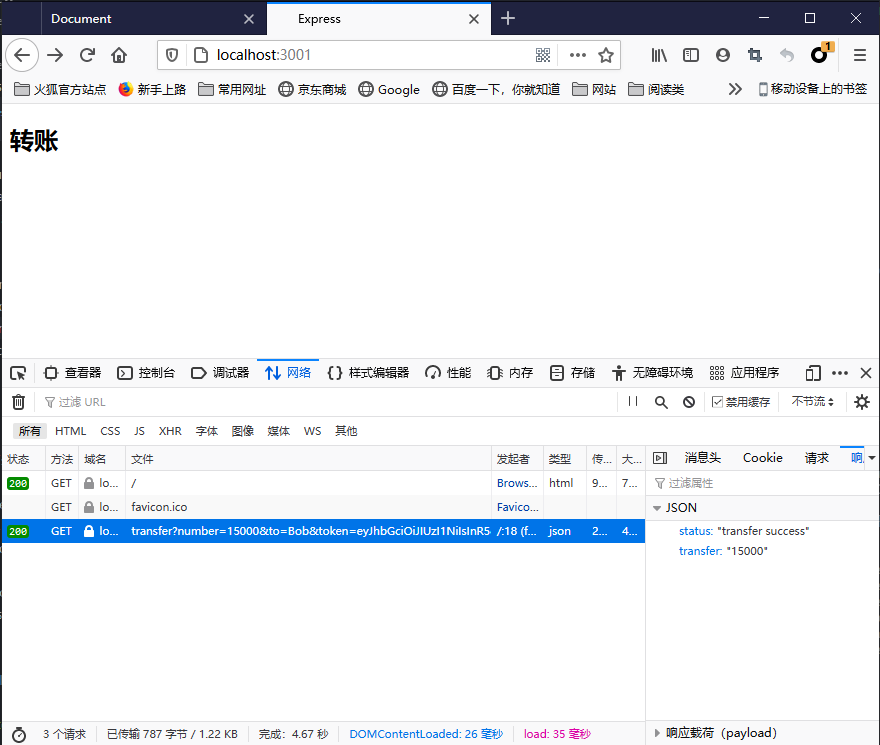 Document
Express
localhost:3001
1
火狐官方站点 新手上路 常用网址 京东商城 Google 百度一下，你就知道 网站 阅读类 移动设备上的书签
转账
查看器 控制台 调试器 网络 样式编辑器 性能 内存 存储 无障碍环境 应用程序
过滤 URL 禁用缓存 不节流
所有 HTML CSS JS XHR 字体 图像 媒体 WS 其他
状态 方法 域名 文件 发起者 类型 传... 大...
消息头 Cookie 请求 响
200 GET lo... / Brows... html 9... 7...
过滤属性
GET lo... favicon.ico Favico...
JSON
200 GET lo... transfer?number=15000&to=Bob&token=eyJhbGciOiJIUzI1NiIsInR5 /:18 (f... json 2... 4...
status: "transfer success"
transfer: "15000"
响应载荷（payload）
3 个请求 已传输 787 字节 / 1.22 KB 完成：4.67 秒 DOMContentLoaded: 26 毫秒 load: 35 毫秒